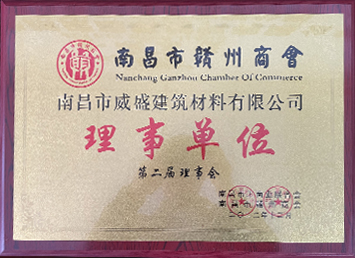 南昌市赣州商會
Nanchang Ganzhou Chamber Of Commerce
南昌市威盛建筑材料有限公司
理事单位
第二届理事会